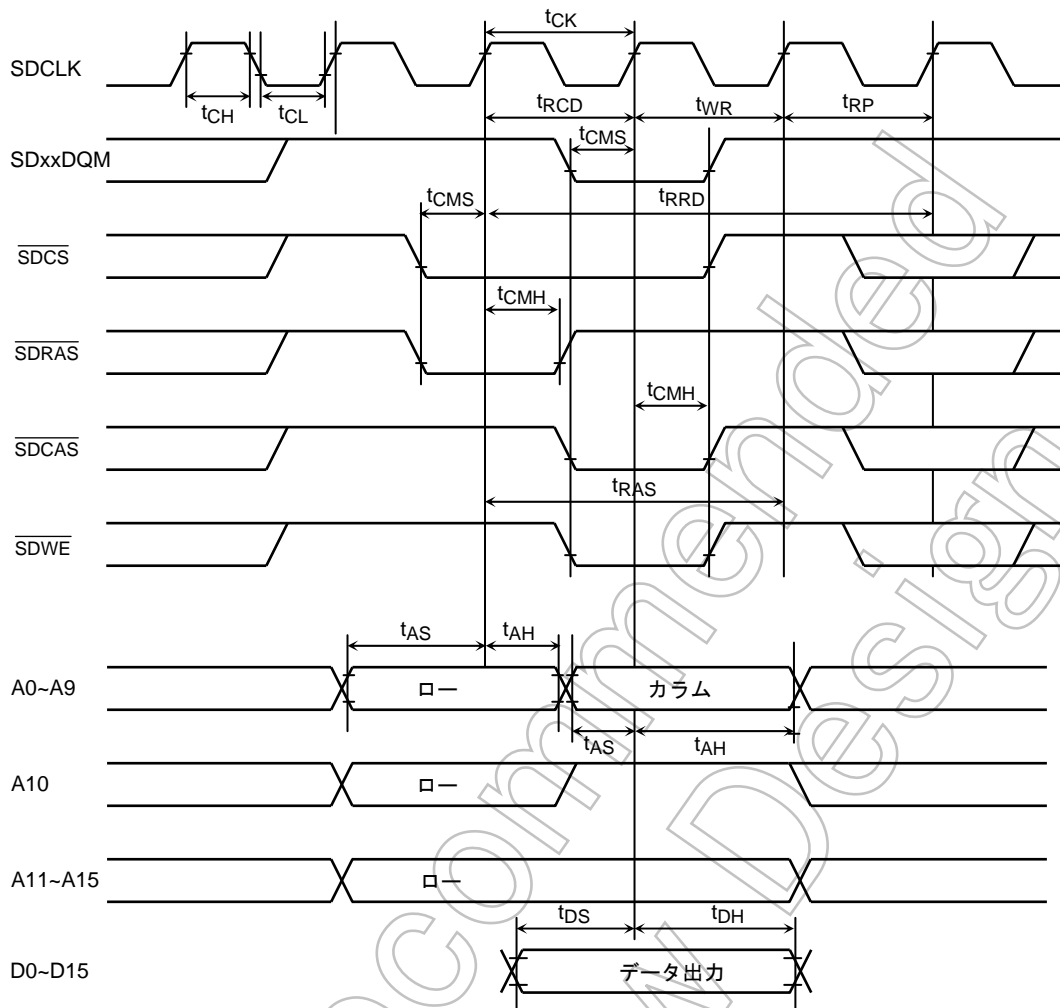 tCK
SDCLK
tCH
tCL
tRCD
tWR
tRP
tCMS
SDxxDQM
tCMS
tRRD
SDCS
tCMH
SDRAS
tCMH
SDCAS
tRAS
SDWE
tAS
tAH
A0~A9
ロー
カラム
tAS
tAH
A10
ロー
A11~A15
ロー
tDS
tDH
D0~D15
データ出力
commended
Design